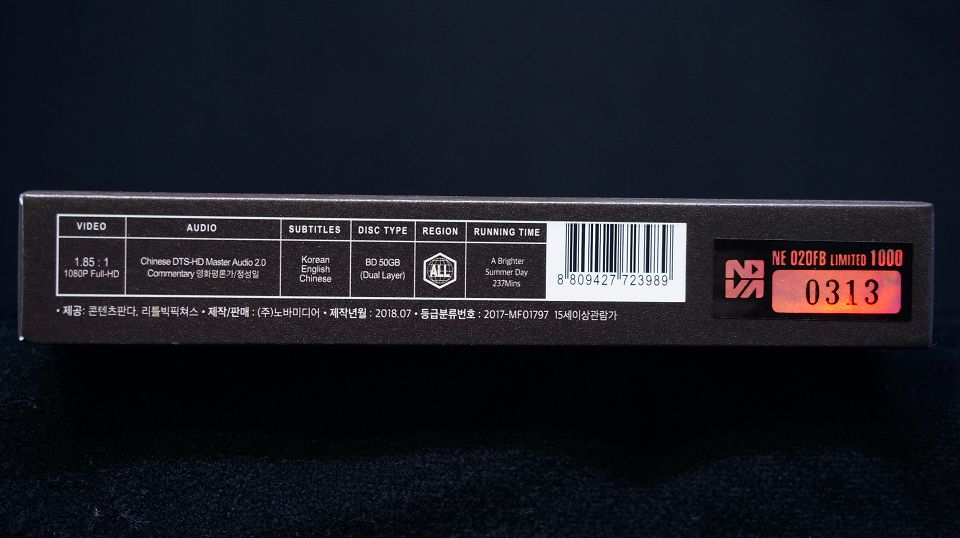 VIDEO AUDIO SUBTITLES DISC TYPE REGION RUNNING TIME
1.85 : 1
1080P Full-HD
Chinese DTS-HD Master Audio 2.0
Commentary 영화평론가/정성일
Korean
English
Chinese
BD 50GB
(Dual Layer)
ALL
A Brighter
Summer Day
237Mins
8 809427 723989
• 제공: 콘텐츠판다, 리틀빅픽쳐스 • 제작/판매 : (주)노바미디어 • 제작년월 : 2018.07 • 등급분류번호 : 2017-MF01797 15세이상관람가
NOVA
NE 020FB LIMITED 1000
0313